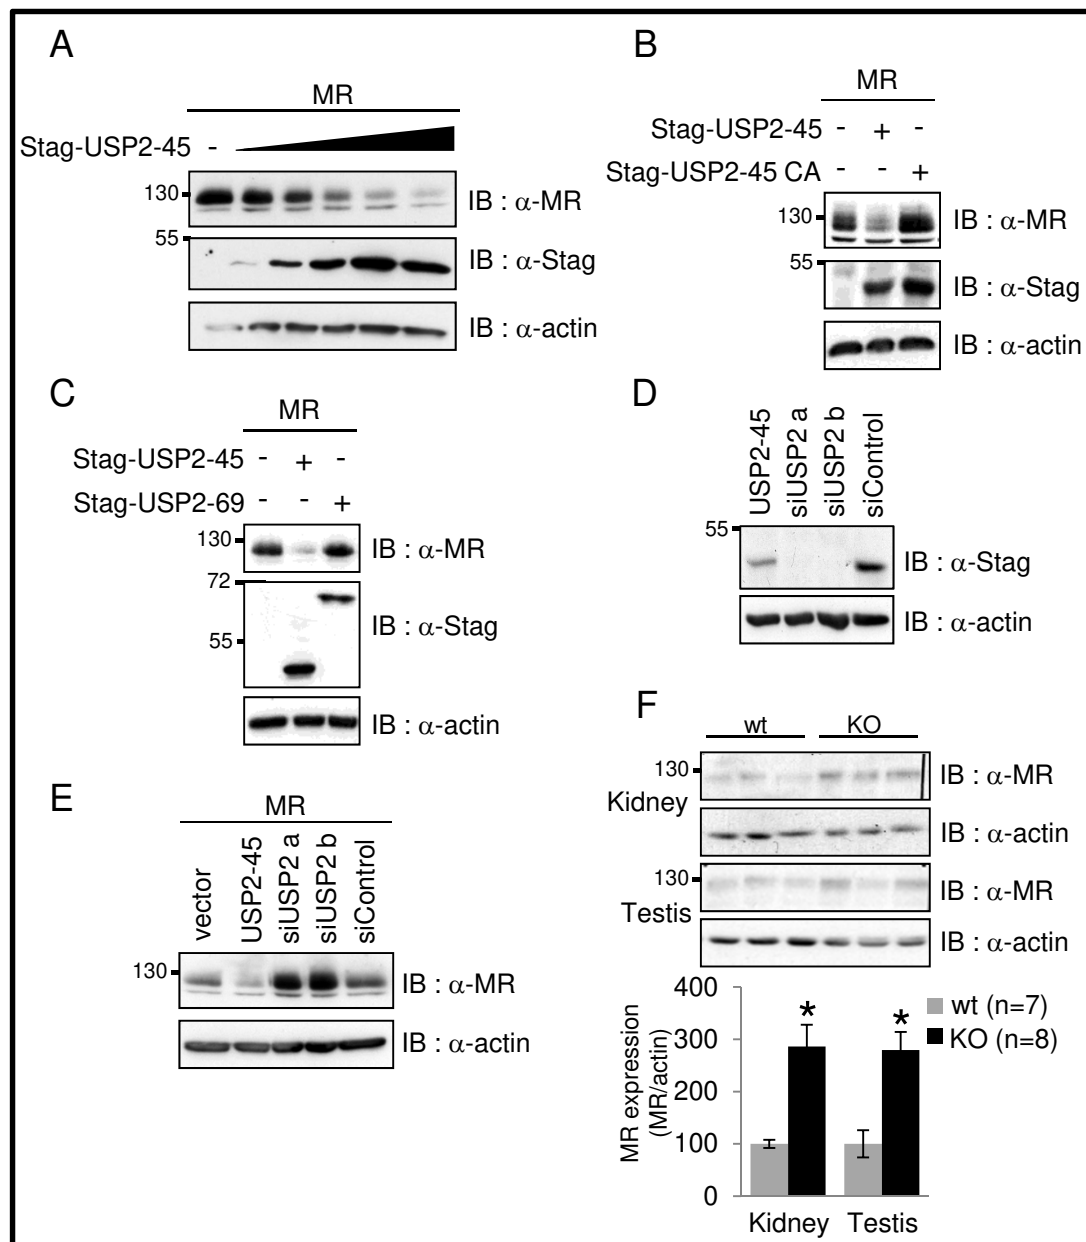 A
MR
Stag-USP2-45 -
130 IB : α-MR
55 IB : α-Stag
IB : α-actin
B
MR
Stag-USP2-45 - + -
Stag-USP2-45 CA - - +
130 IB : α-MR
55 IB : α-Stag
IB : α-actin
C
MR
Stag-USP2-45 - + -
Stag-USP2-69 - - +
130 IB : α-MR
72
55 IB : α-Stag
IB : α-actin
D
USP2-45
siUSP2 a
siUSP2 b
siControl
55 IB : α-Stag
IB : α-actin
E
MR
vector
USP2-45
siUSP2 a
siUSP2 b
siControl
130 IB : α-MR
IB : α-actin
F
wt KO
130 IB : α-MR
Kidney
IB : α-actin
130 IB : α-MR
Testis
IB : α-actin
MR expression
(MR/actin)
400
300
200
100
0
* *
wt (n=7)
KO (n=8)
Kidney Testis